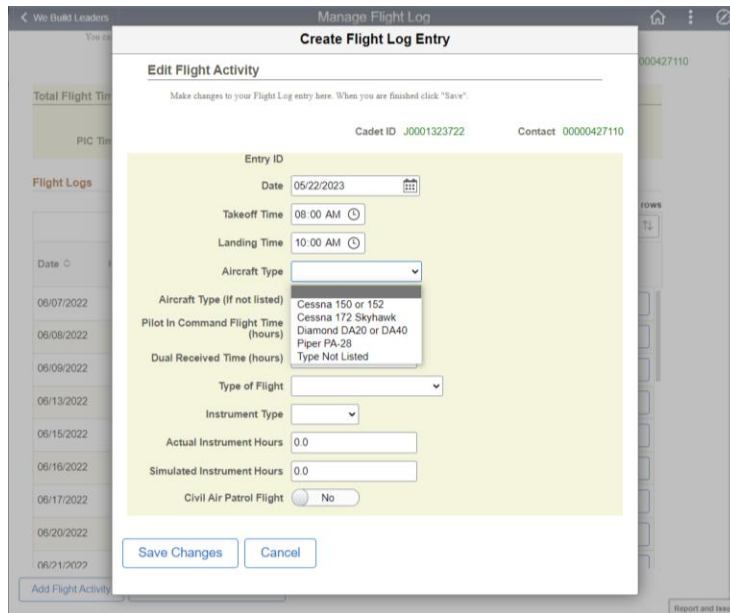 We Build Leaders
Manage Flight Log
You ca
000427110
Total Flight Tim
PIC Tim
Flight Logs
rows
Date
06/07/2022
06/08/2022
06/09/2022
06/13/2022
06/15/2022
06/16/2022
06/17/2022
06/20/2022
06/21/2022
Add Flight Activity
Report and Issu
Create Flight Log Entry
Edit Flight Activity
Make changes to your Flight Log entry here. When you are finished click "Save".
Cadet ID J0001323722 Contact 00000427110
Entry ID
Date 05/22/2023
Takeoff Time 08:00 AM
Landing Time 10:00 AM
Aircraft Type
Cessna 150 or 152
Cessna 172 Skyhawk
Diamond DA20 or DA40
Piper PA-28
Type Not Listed
Aircraft Type (If not listed)
Pilot In Command Flight Time
(hours)
Dual Received Time (hours)
Type of Flight
Instrument Type
Actual Instrument Hours 0.0
Simulated Instrument Hours 0.0
Civil Air Patrol Flight No
Save Changes Cancel